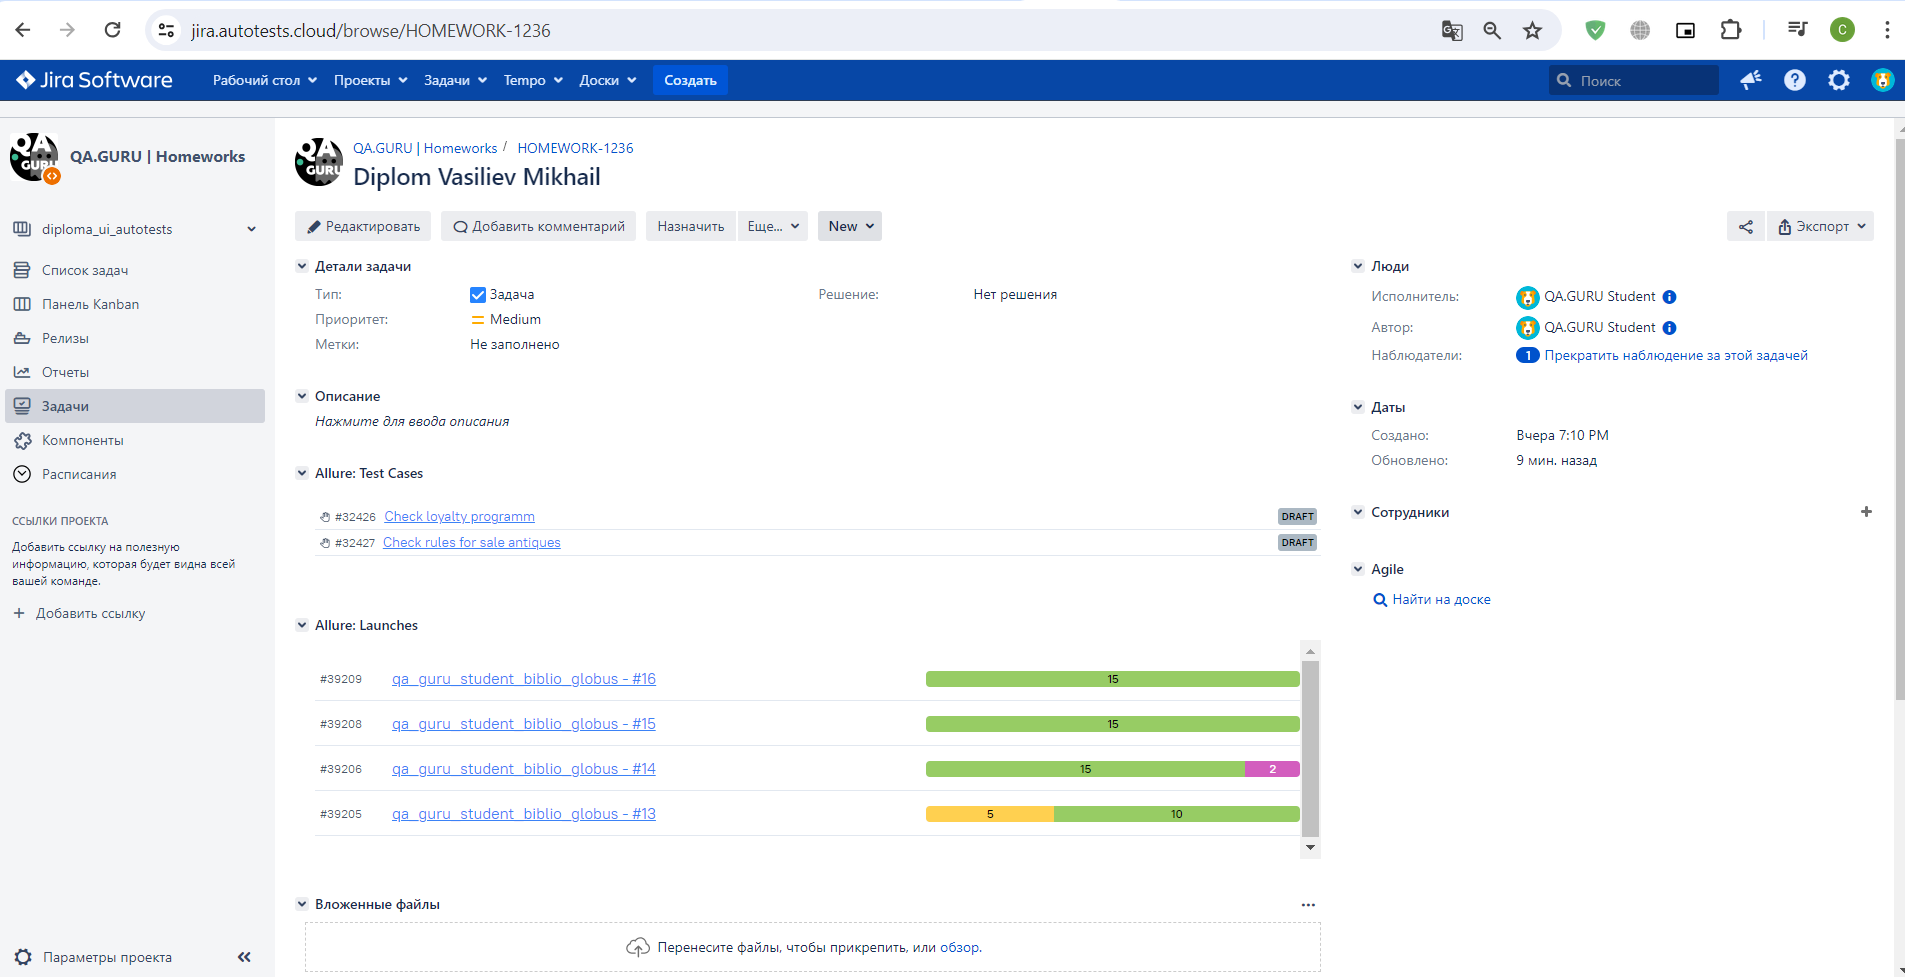 jira.autotests.cloud/browse/HOMEWORK-1236
C
Jira Software
Рабочий стол
Проекты
Задачи
Tempo
Доски
Создать
Поиск
QA GURU
QA.GURU | Homeworks
diploma_ui_autotests
Список задач
Панель Kanban
Релизы
Отчеты
Задачи
Компоненты
Расписания
ССЫЛКИ ПРОЕКТА
Добавить ссылку на полезную
информацию, которая будет видна всей
вашей команде.
+ Добавить ссылку
Параметры проекта
QA GURU
QA.GURU | Homeworks / HOMEWORK-1236
Diplom Vasiliev Mikhail
Редактировать
Добавить комментарий
Назначить
Еще...
New
Экспорт
Детали задачи
Тип: Задача
Решение: Нет решения
Приоритет: Medium
Метки: Не заполнено
Описание
Нажмите для ввода описания
Allure: Test Cases
#32426 Check loyalty programm DRAFT
#32427 Check rules for sale antiques DRAFT
Allure: Launches
#39209 qa_guru_student_biblio_globus - #16 15
#39208 qa_guru_student_biblio_globus - #15 15
#39206 qa_guru_student_biblio_globus - #14 15 2
#39205 qa_guru_student_biblio_globus - #13 5 10
Вложенные файлы
...
Перенесите файлы, чтобы прикрепить, или обзор.
Люди
Исполнитель: QA.GURU Student
Автор: QA.GURU Student
Наблюдатели: 1 Прекратить наблюдение за этой задачей
Даты
Создано: Вчера 7:10 PM
Обновлено: 9 мин. назад
Сотрудники
Agile
Найти на доске